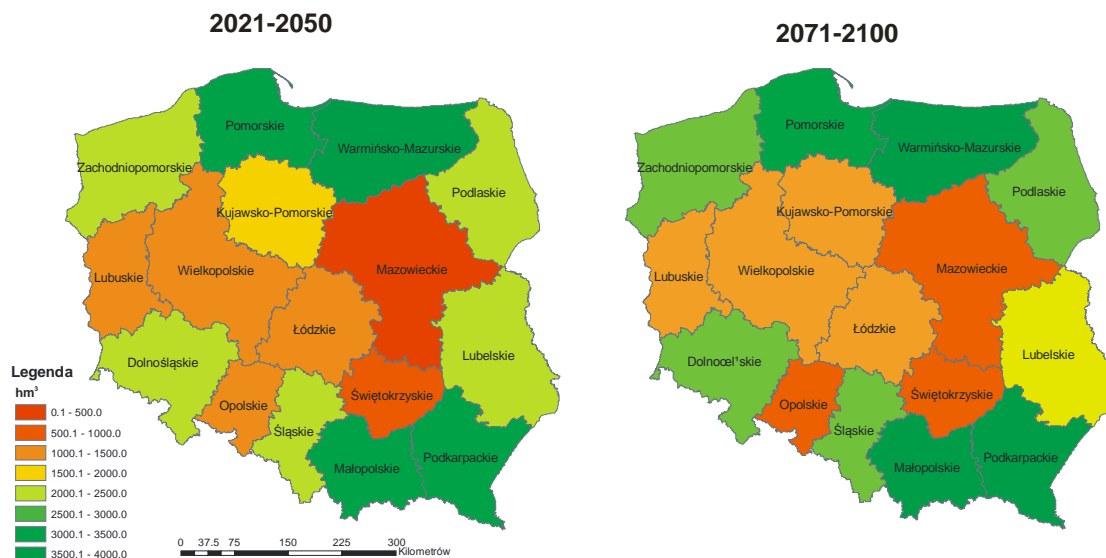 2021-2050
2071-2100
Pomorskie
Warmińsko-Mazurskie
Zachodniopomorskie
Podlaskie
Kujawsko-Pomorskie
Mazowieckie
Lubuskie
Wielkopolskie
Łódzkie
Lubelskie
Dolnośląskie
Opolskie
Świętokrzyskie
Śląskie
Małopolskie
Podkarpackie
Pomorskie
Warmińsko-Mazurskie
Zachodniopomorskie
Podlaskie
Kujawsko-Pomorskie
Mazowieckie
Lubuskie
Wielkopolskie
Łódzkie
Lubelskie
Dolnoœl¹skie
Opolskie
Świętokrzyskie
Śląskie
Małopolskie
Podkarpackie
Legenda
hm³
0.1 - 500.0
500.1 - 1000.0
1000.1 - 1500.0
1500.1 - 2000.0
2000.1 - 2500.0
2500.1 - 3000.0
3000.1 - 3500.0
3500.1 - 4000.0
0 37.5 75 150 225 300
Kilometrów